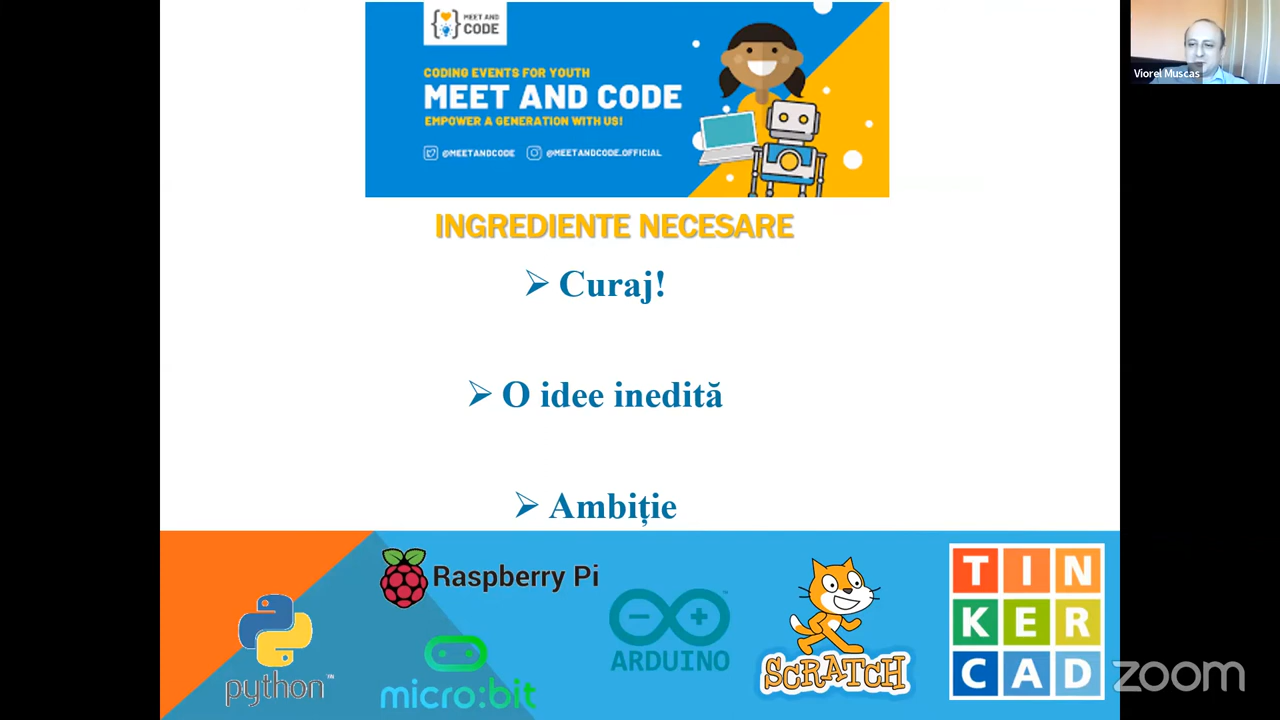 MEET AND
CODE
CODING EVENTS FOR YOUTH
MEET AND CODE
EMPOWER A GENERATION WITH US!
@MEETANDCODE @MEETANDCODE.OFFICIAL
Viorel Muscas
INGREDIENTE NECESARE
Curaj!
O idee inedită
Ambiție
Raspberry Pi
python™
micro:bit
ARDUINO
SCRATCH
TIN
KER
CAD
zoom